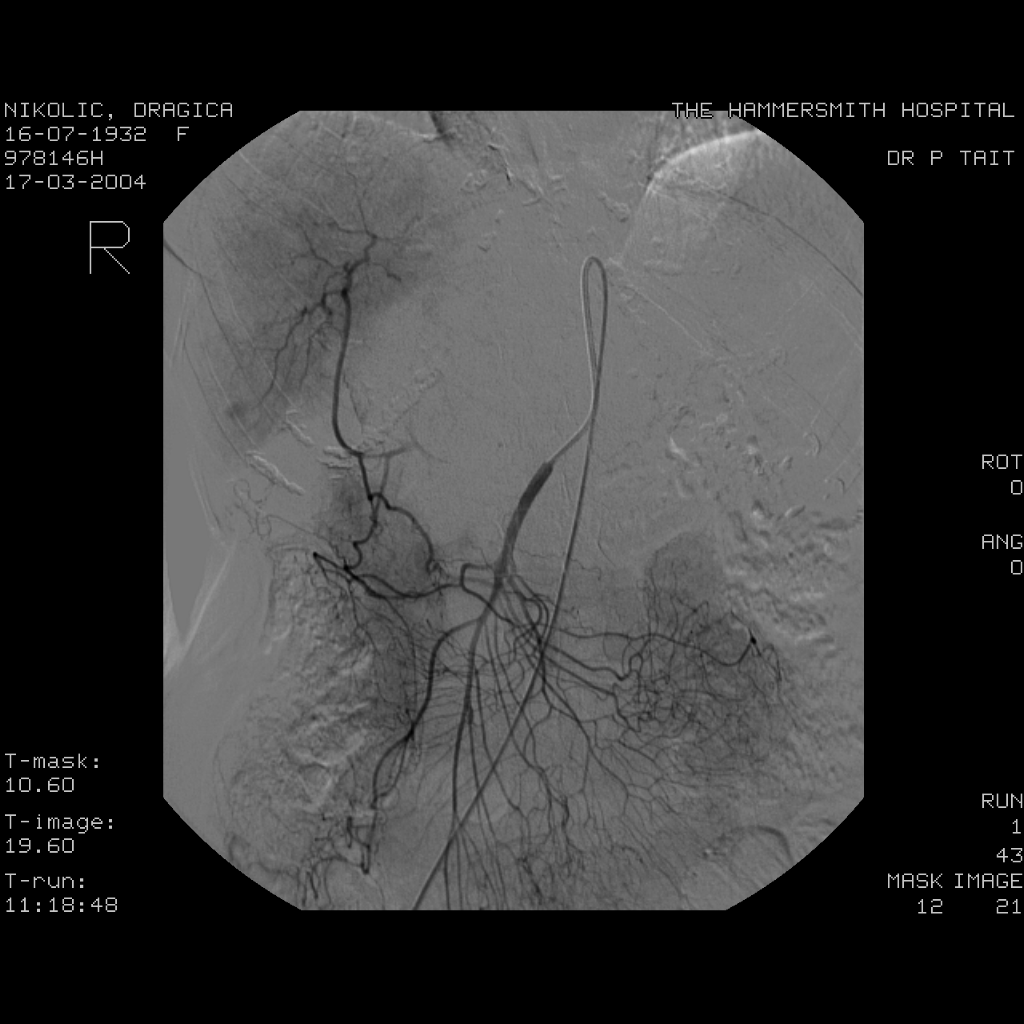 NIKOLIC, DRAGICA
16-07-1932 F
978146H
17-03-2004
R
THE HAMMERSMITH HOSPITAL
DR P TAIT
ROT
0
ANG
0
T-mask:
10.60
T-image:
19.60
T-run:
11:18:48
RUN
1
43
MASK IMAGE
12 21